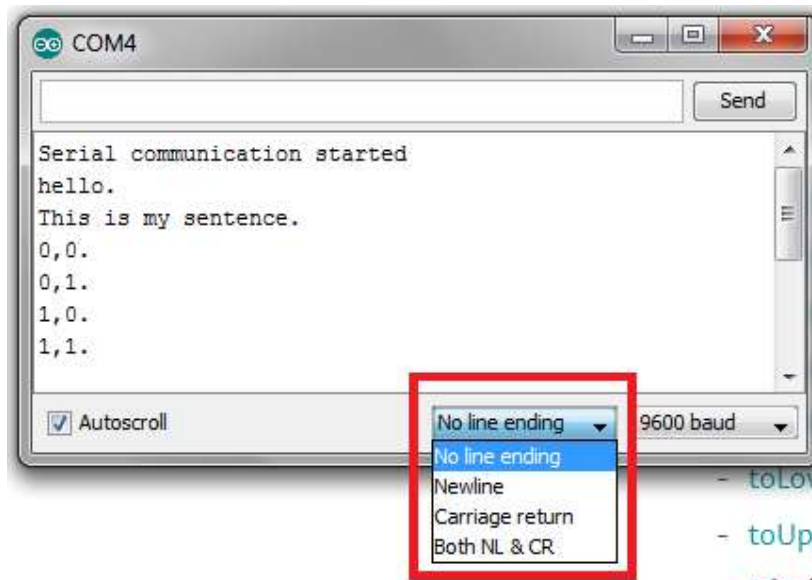 COM4
Send
Serial communication started
hello.
This is my sentence.
0,0.
0,1.
1,0.
1,1.
Autoscroll
No line ending
9600 baud
No line ending
Newline
Carriage return
Both NL & CR
- toLov
- toUp